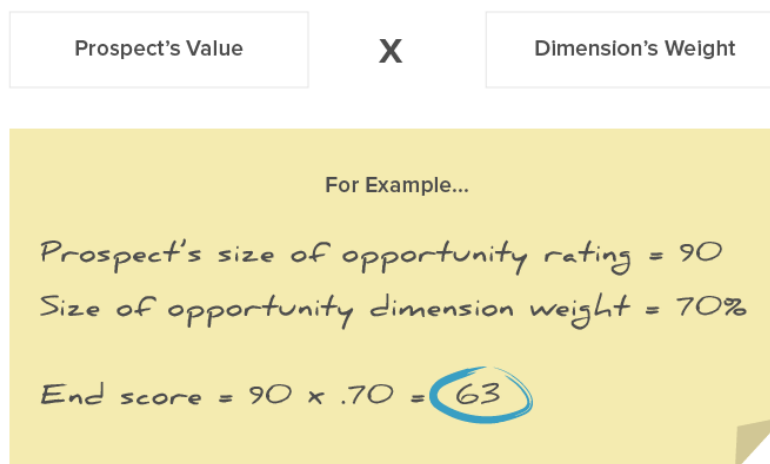 Prospect's Value X Dimension's Weight
For Example...
Prospect's size of opportunity rating = 90
Size of opportunity dimension weight = 70%
End score = 90 x .70 = 63